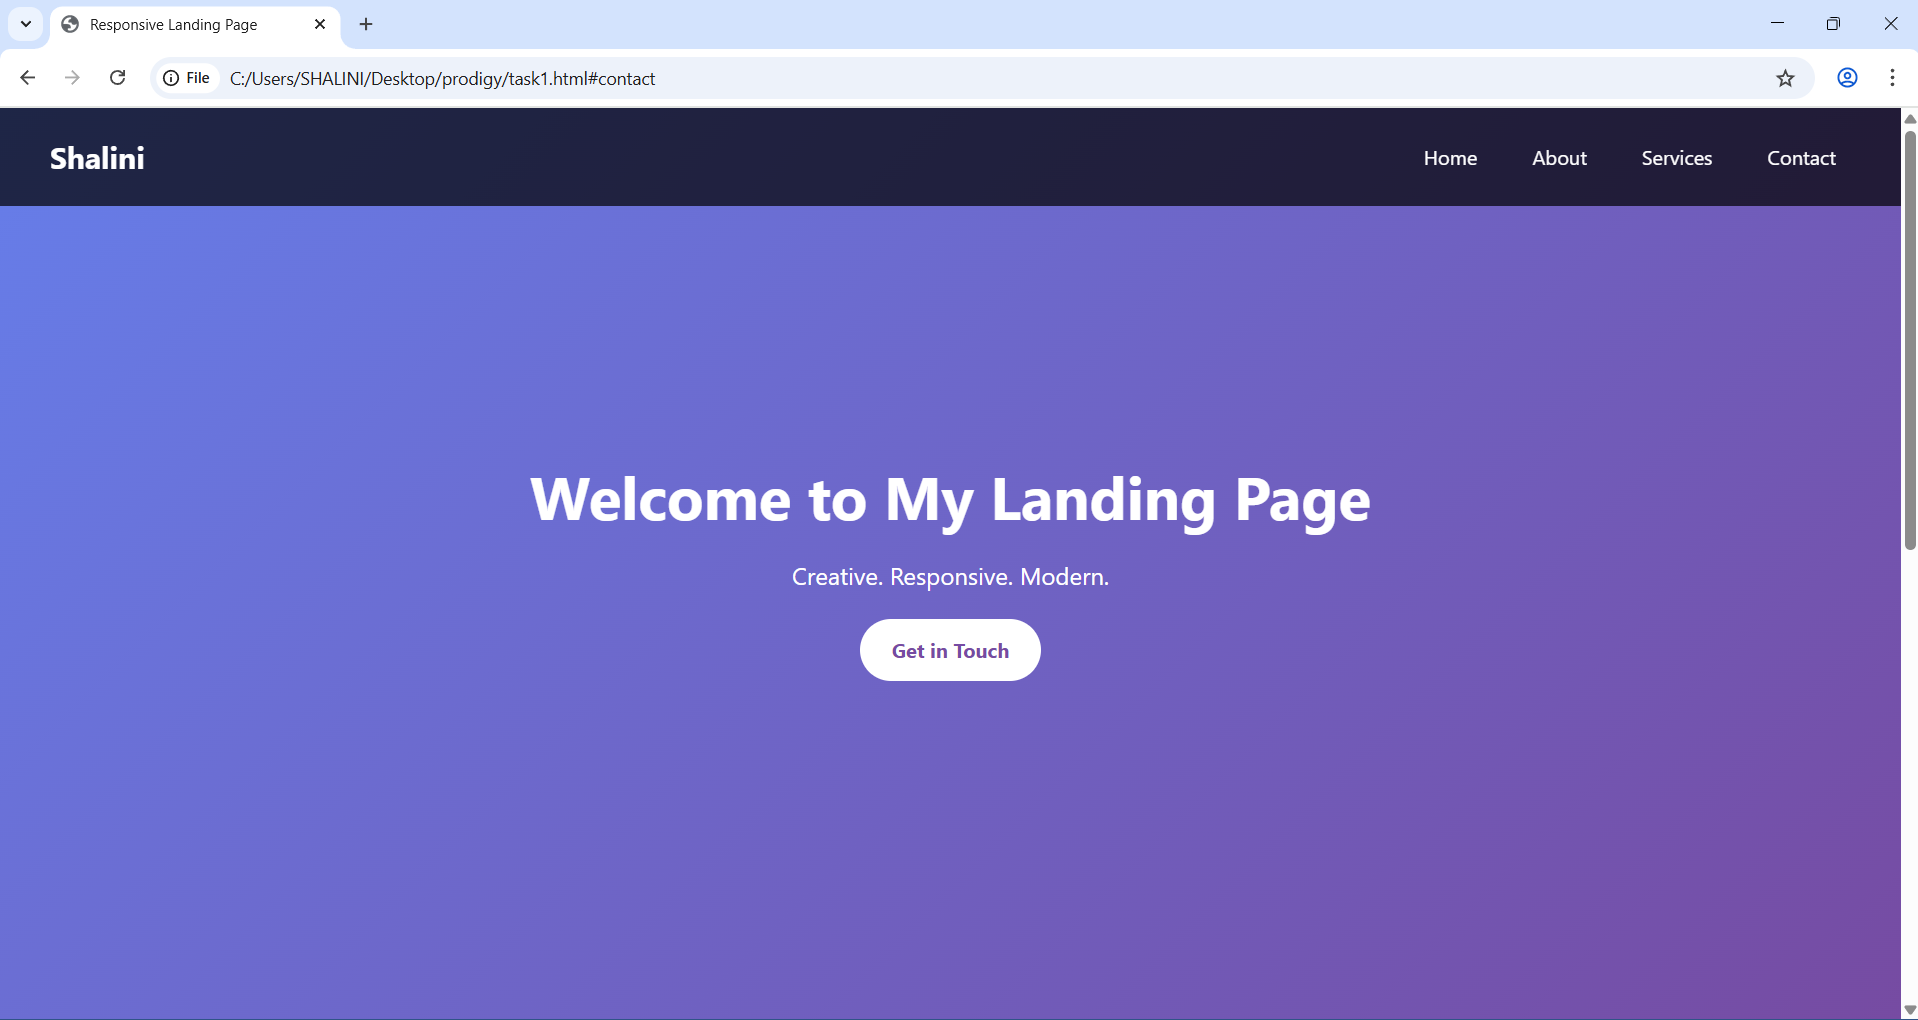 Responsive Landing Page
File C:/Users/SHALINI/Desktop/prodigy/task1.html#contact
Shalini Home About Services Contact
Welcome to My Landing Page
Creative. Responsive. Modern.
Get in Touch